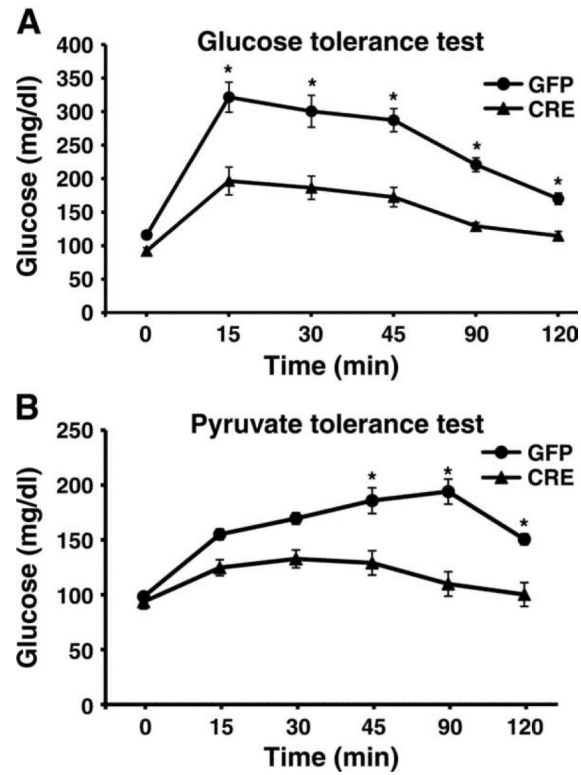 A
Glucose tolerance test
400
350
300
250
200
150
100
50
0
Glucose (mg/dl)
* * * * *
GFP
CRE
0 15 30 45 90 120
Time (min)
B
Pyruvate tolerance test
250
200
150
100
50
0
Glucose (mg/dl)
* * *
GFP
CRE
0 15 30 45 90 120
Time (min)